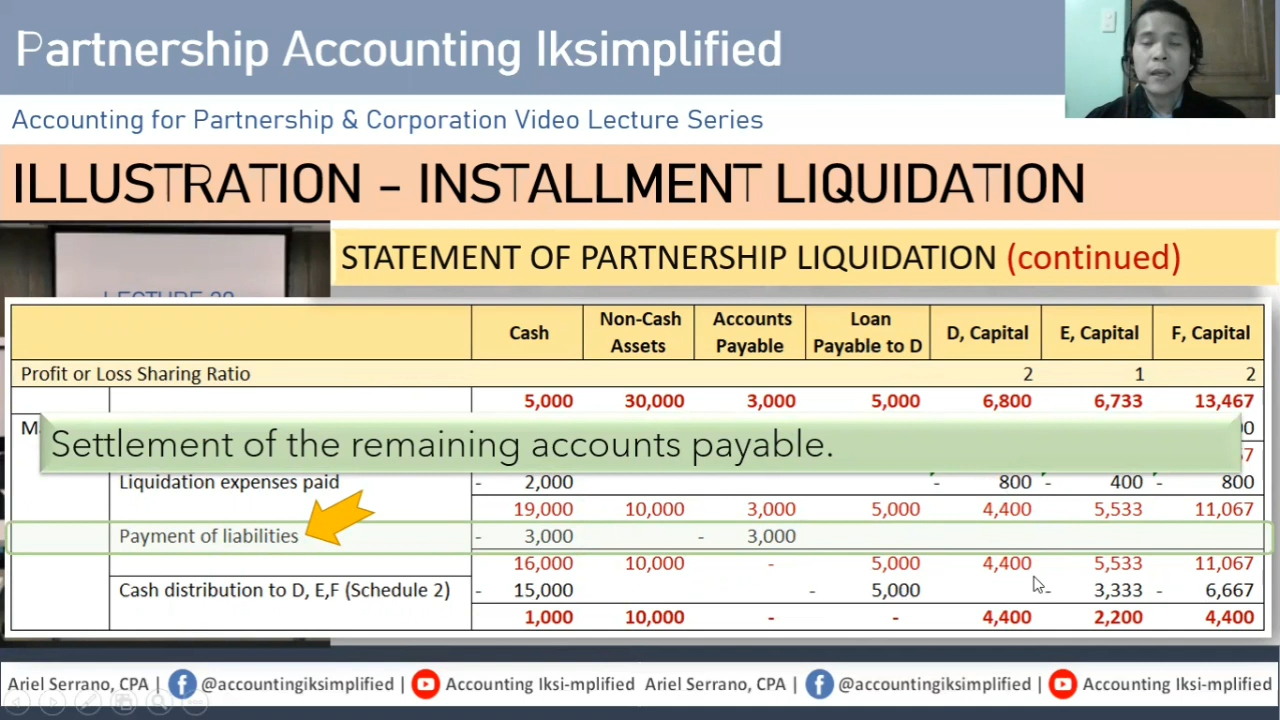 Partnership Accounting Iksimplified
Accounting for Partnership & Corporation Video Lecture Series
ILLUSTRATION – INSTALLMENT LIQUIDATION
STATEMENT OF PARTNERSHIP LIQUIDATION (continued)
Cash Non-Cash Assets Accounts Payable Loan Payable to D D, Capital E, Capital F, Capital
Profit or Loss Sharing Ratio 2 1 2
5,000 30,000 3,000 5,000 6,800 6,733 13,467
Settlement of the remaining accounts payable.
Liquidation expenses paid - 2,000 - 800 - 400 - 800
19,000 10,000 3,000 5,000 4,400 5,533 11,067
Payment of liabilities - 3,000 - 3,000
16,000 10,000 - 5,000 4,400 5,533 11,067
Cash distribution to D, E,F (Schedule 2) - 15,000 - 5,000 - 3,333 - 6,667
1,000 10,000 - - 4,400 2,200 4,400
Ariel Serrano, CPA | @accountingiksimplified | Accounting Iksi-mplified Ariel Serrano, CPA | @accountingiksimplified | Accounting Iksi-mplified